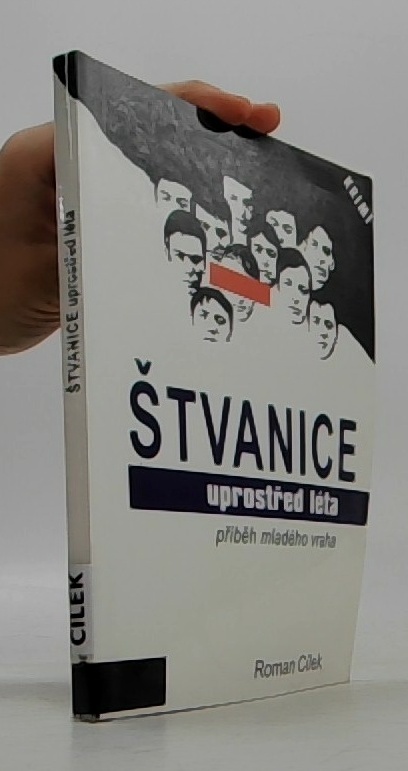 KRIMI
ŠTVANICE
uprostřed léta
příběh mladého vraha
Roman Cílek
ŠTVANICE uprostřed léta
CÍLEK